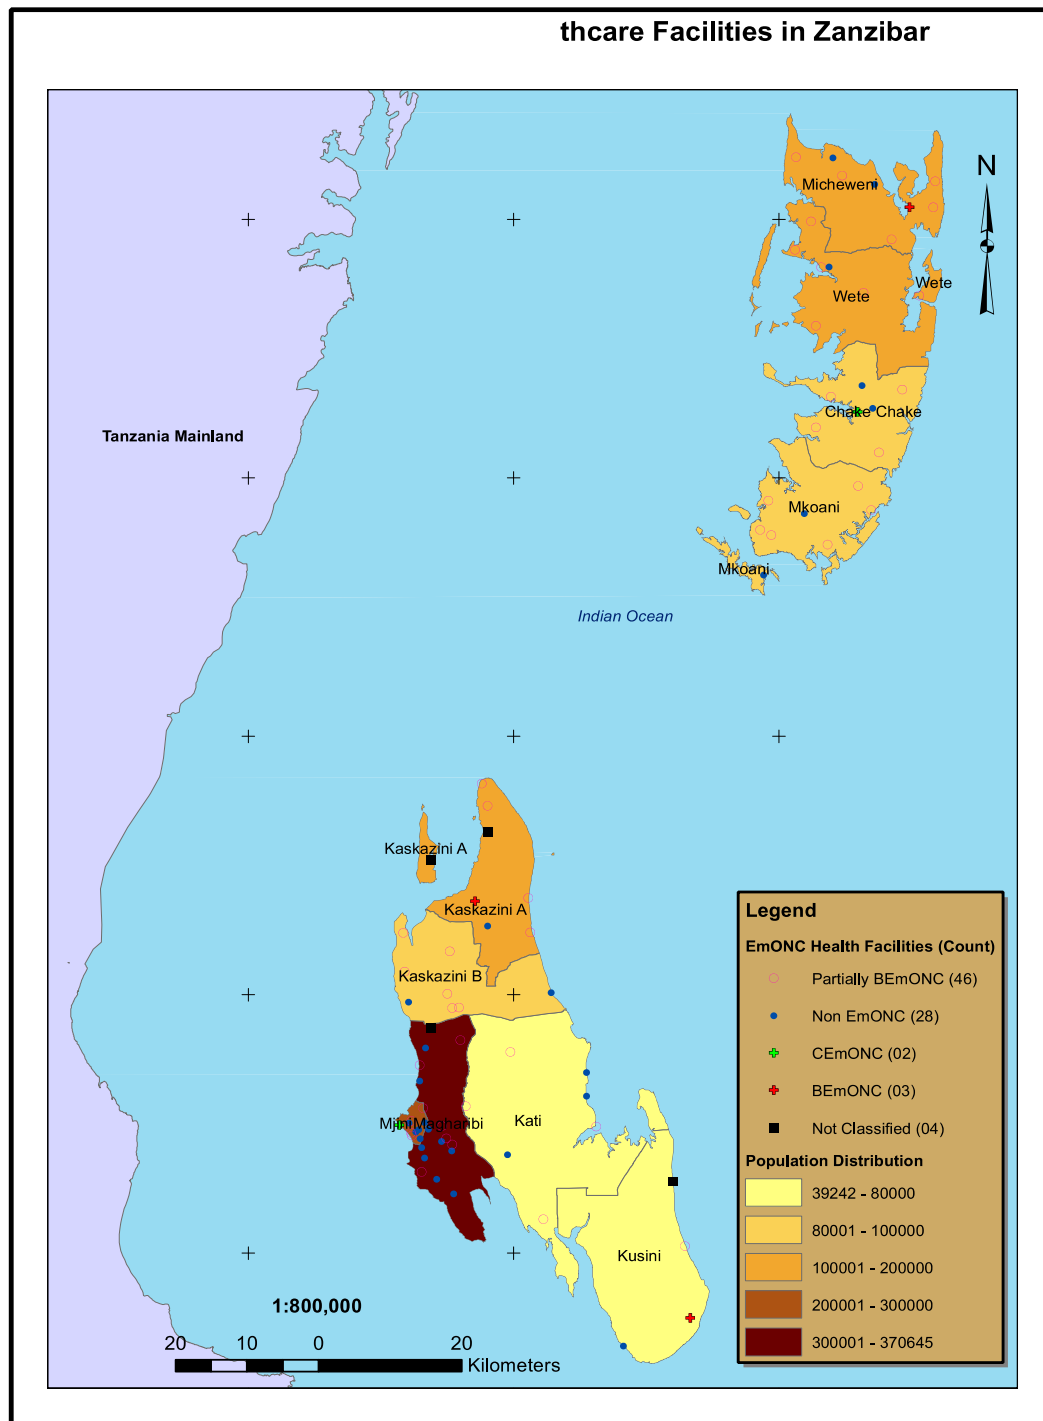 thcare Facilities in Zanzibar
N
Micheweni
Wete
Wete
Chake Chake
Tanzania Mainland
Mkoani
Mkoani
Indian Ocean
Kaskazini A
Kaskazini A
Kaskazini B
Mjini Magharibi
Kati
Kusini
Legend
EmONC Health Facilities (Count)
Partially BEmONC (46)
Non EmONC (28)
CEmONC (02)
BEmONC (03)
Not Classified (04)
Population Distribution
39242 - 80000
80001 - 100000
100001 - 200000
200001 - 300000
300001 - 370645
1:800,000
20 10 0 20
Kilometers